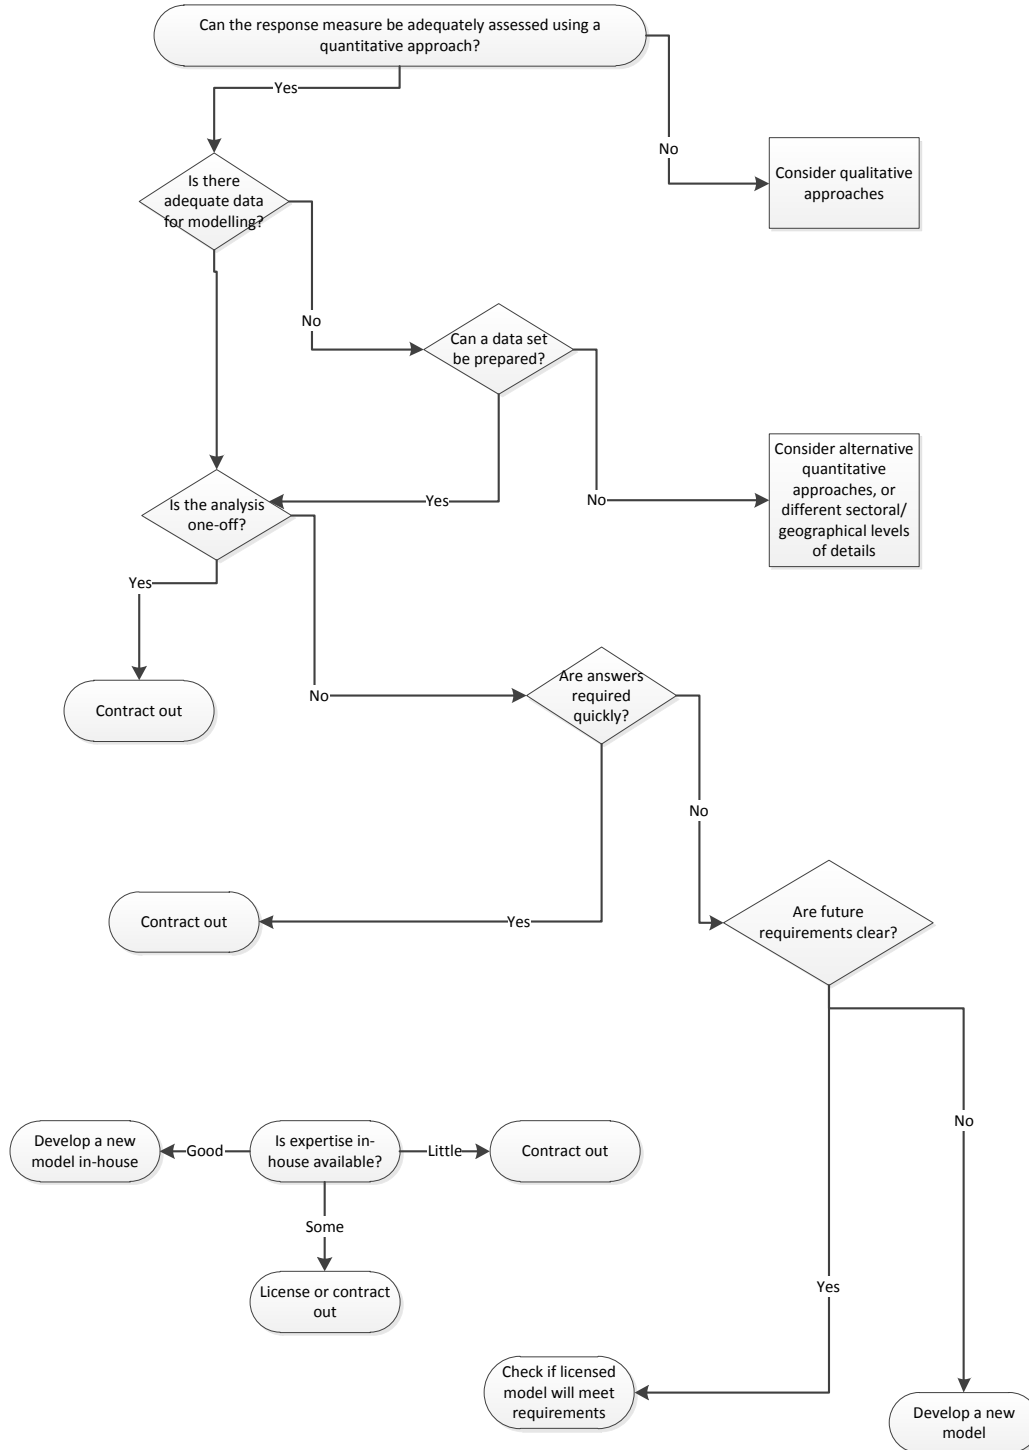 Can the response measure be adequately assessed using a
quantitative approach?
Yes
No
Consider qualitative
approaches
Is there
adequate data
for modelling?
No
Can a data set
be prepared?
Yes
No
Consider alternative
quantitative
approaches, or
different sectoral/
geographical levels
of details
Is the analysis
one-off?
Yes
Contract out
No
Are answers
required
quickly?
No
Yes
Contract out
Are future
requirements clear?
No
Yes
Develop a new
model in-house
Good
Is expertise in-
house available?
Little
Contract out
Some
License or contract
out
Check if licensed
model will meet
requirements
Develop a new
model